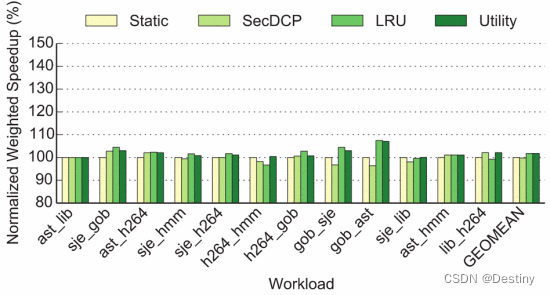 Static SecDCP LRU Utility
Normalized Weighted Speedup (%)
150
140
130
120
110
100
90
80
ast_lib
sje_gob
ast_h264
sje_hmm
sje_h264
h264_hmm
h264_gob
gob_sje
gob_ast
sje_lib
ast_hmm
lib_h264
GEOMEAN
Workload
CSDN @Destiny